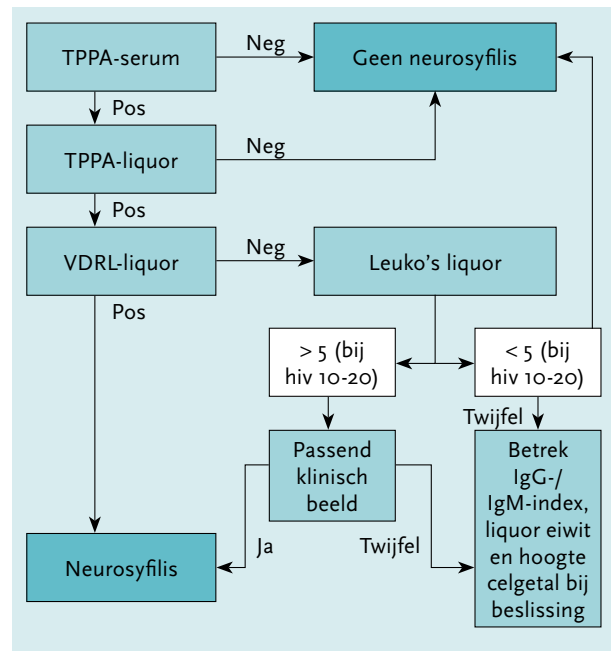 TPPA-serum
Neg
Geen neurosyfilis
Pos
TPPA-liquor
Neg
Pos
VDRL-liquor
Neg
Leuko's liquor
Pos
> 5 (bij
hiv 10-20)
< 5 (bij
hiv 10-20)
Twijfel
Passend
klinisch
beeld
Betrek
IgG-/
IgM-index,
liquor eiwit
en hoogte
celgetal bij
beslissing
Ja
Twijfel
Neurosyfilis